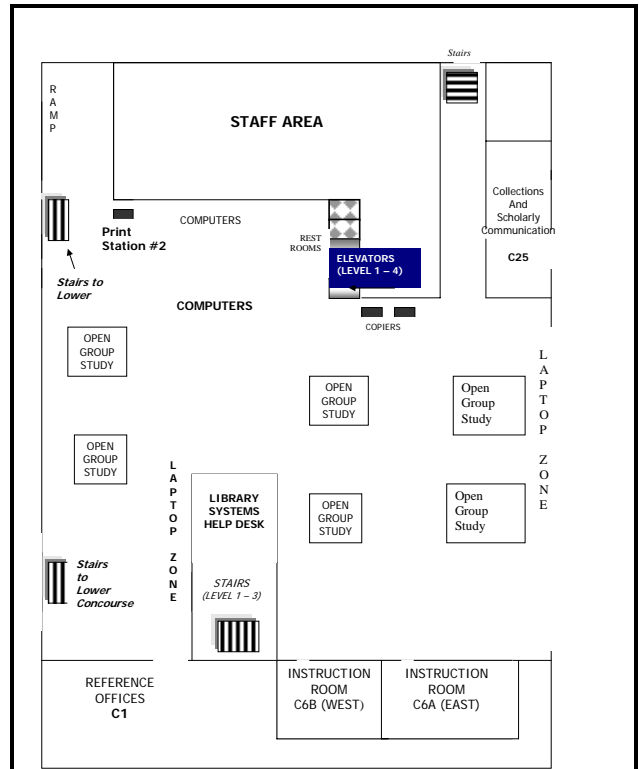 Stairs
R
A
M
P
STAFF AREA
Collections
And
Scholarly
Communication
C25
COMPUTERS
Print
Station #2
REST
ROOMS
ELEVATORS
(LEVEL 1 – 4)
Stairs to
Lower
COMPUTERS
COPIERS
OPEN
GROUP
STUDY
OPEN
GROUP
STUDY
Open
Group
Study
L
A
P
T
O
P
Z
O
N
E
OPEN
GROUP
STUDY
L
A
P
T
O
P
Z
O
N
E
LIBRARY
SYSTEMS
HELP DESK
OPEN
GROUP
STUDY
Open
Group
Study
Stairs
to
Lower
Concourse
STAIRS
(LEVEL 1 – 3)
REFERENCE
OFFICES
C1
INSTRUCTION
ROOM
C6B (WEST)
INSTRUCTION
ROOM
C6A (EAST)